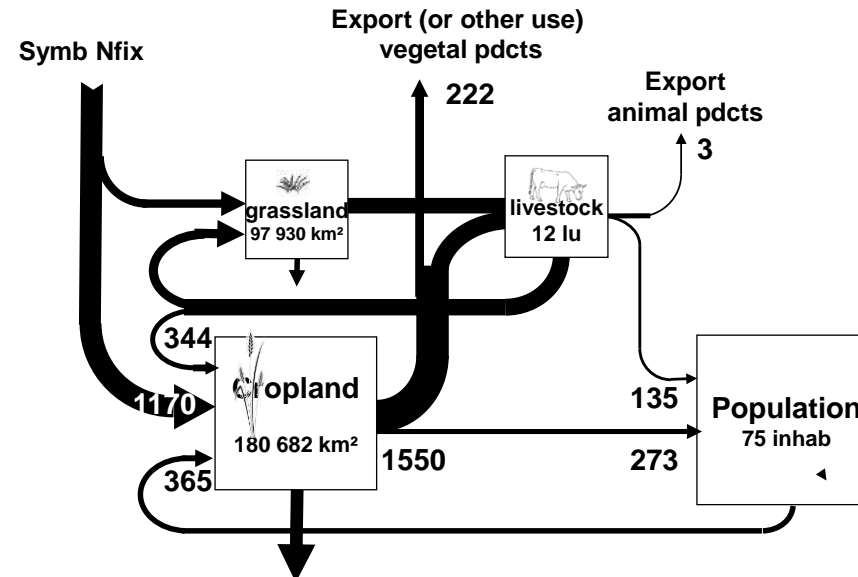 Export (or other use)
vegetal pdcts
Symb Nfix
222
Export
animal pdcts
3
grassland
97 930 km²
livestock
12 lu
344
1170
Cropland
180 682 km²
365
1550
135
273
Population
75 inhab